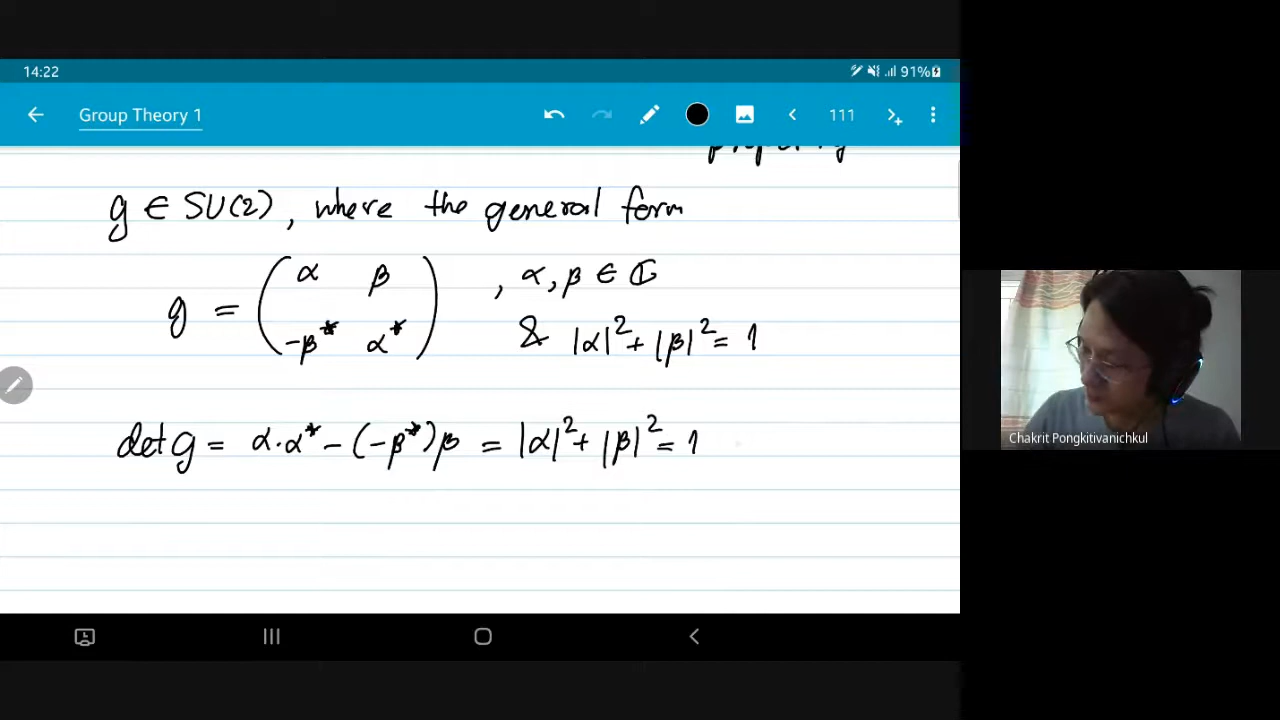 14:22
91%
Group Theory 1
111
property
g ∈ SU(2), where the general form
g = ( α β
-β* α* ) , α, β ∈ ℂ
& |α|² + |β|² = 1
det g = α·α* - (-β*)β = |α|² + |β|² = 1
Chakrit Pongkitivanichkul